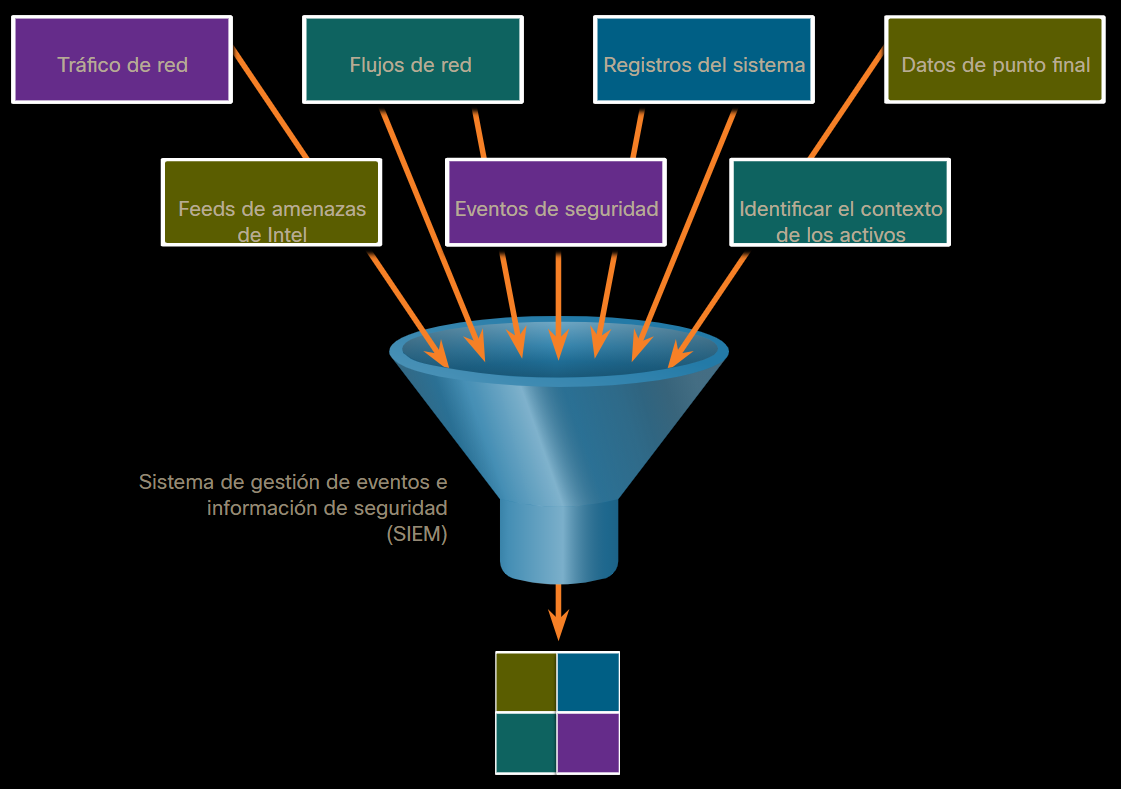 Tráfico de red
Flujos de red
Registros del sistema
Datos de punto final
Feeds de amenazas
de Intel
Eventos de seguridad
Identificar el contexto
de los activos
Sistema de gestión de eventos e
información de seguridad
(SIEM)